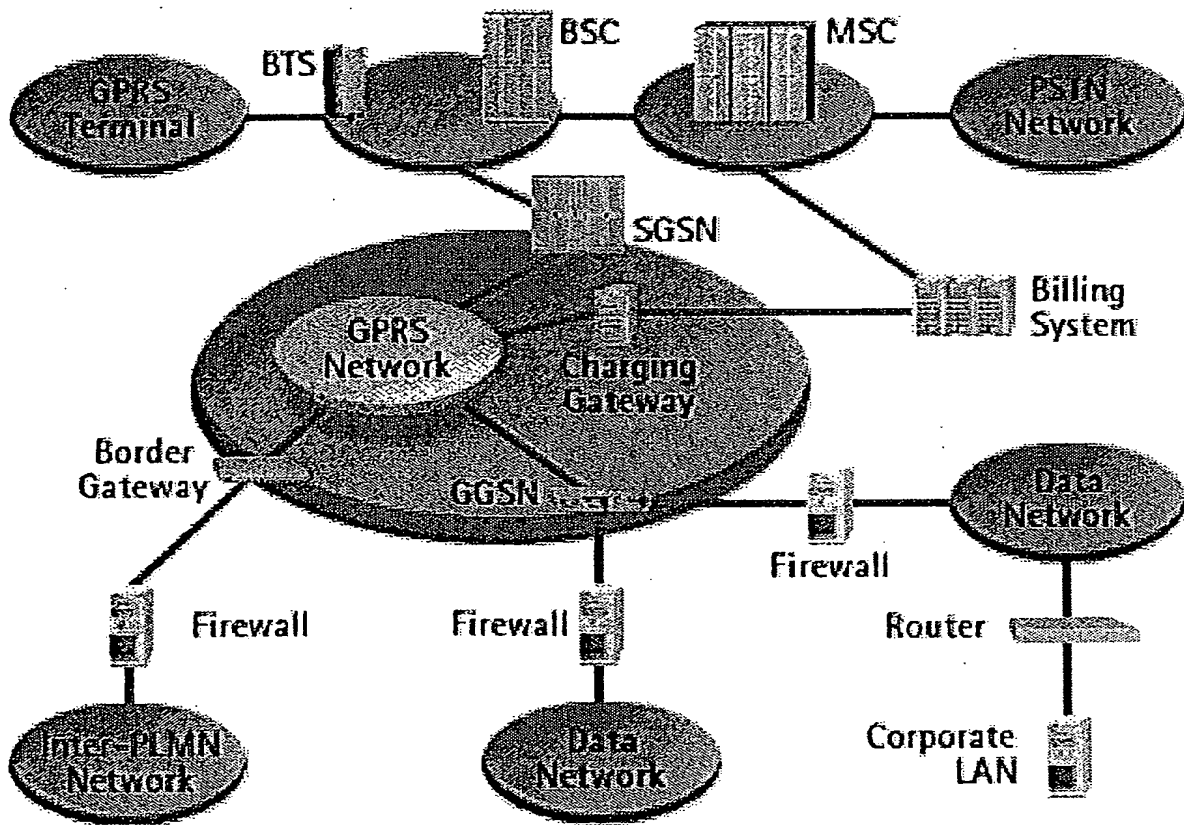 BSC
MSC
BTS
GPRS
Terminal
PSTN
Network
SGSN
Billing
System
GPRS
Network
Charging
Gateway
Border
Gateway
GGSN
Data
Network
Firewall
Firewall
Firewall
Router
Inter-PLMN
Network
Data
Network
Corporate
LAN